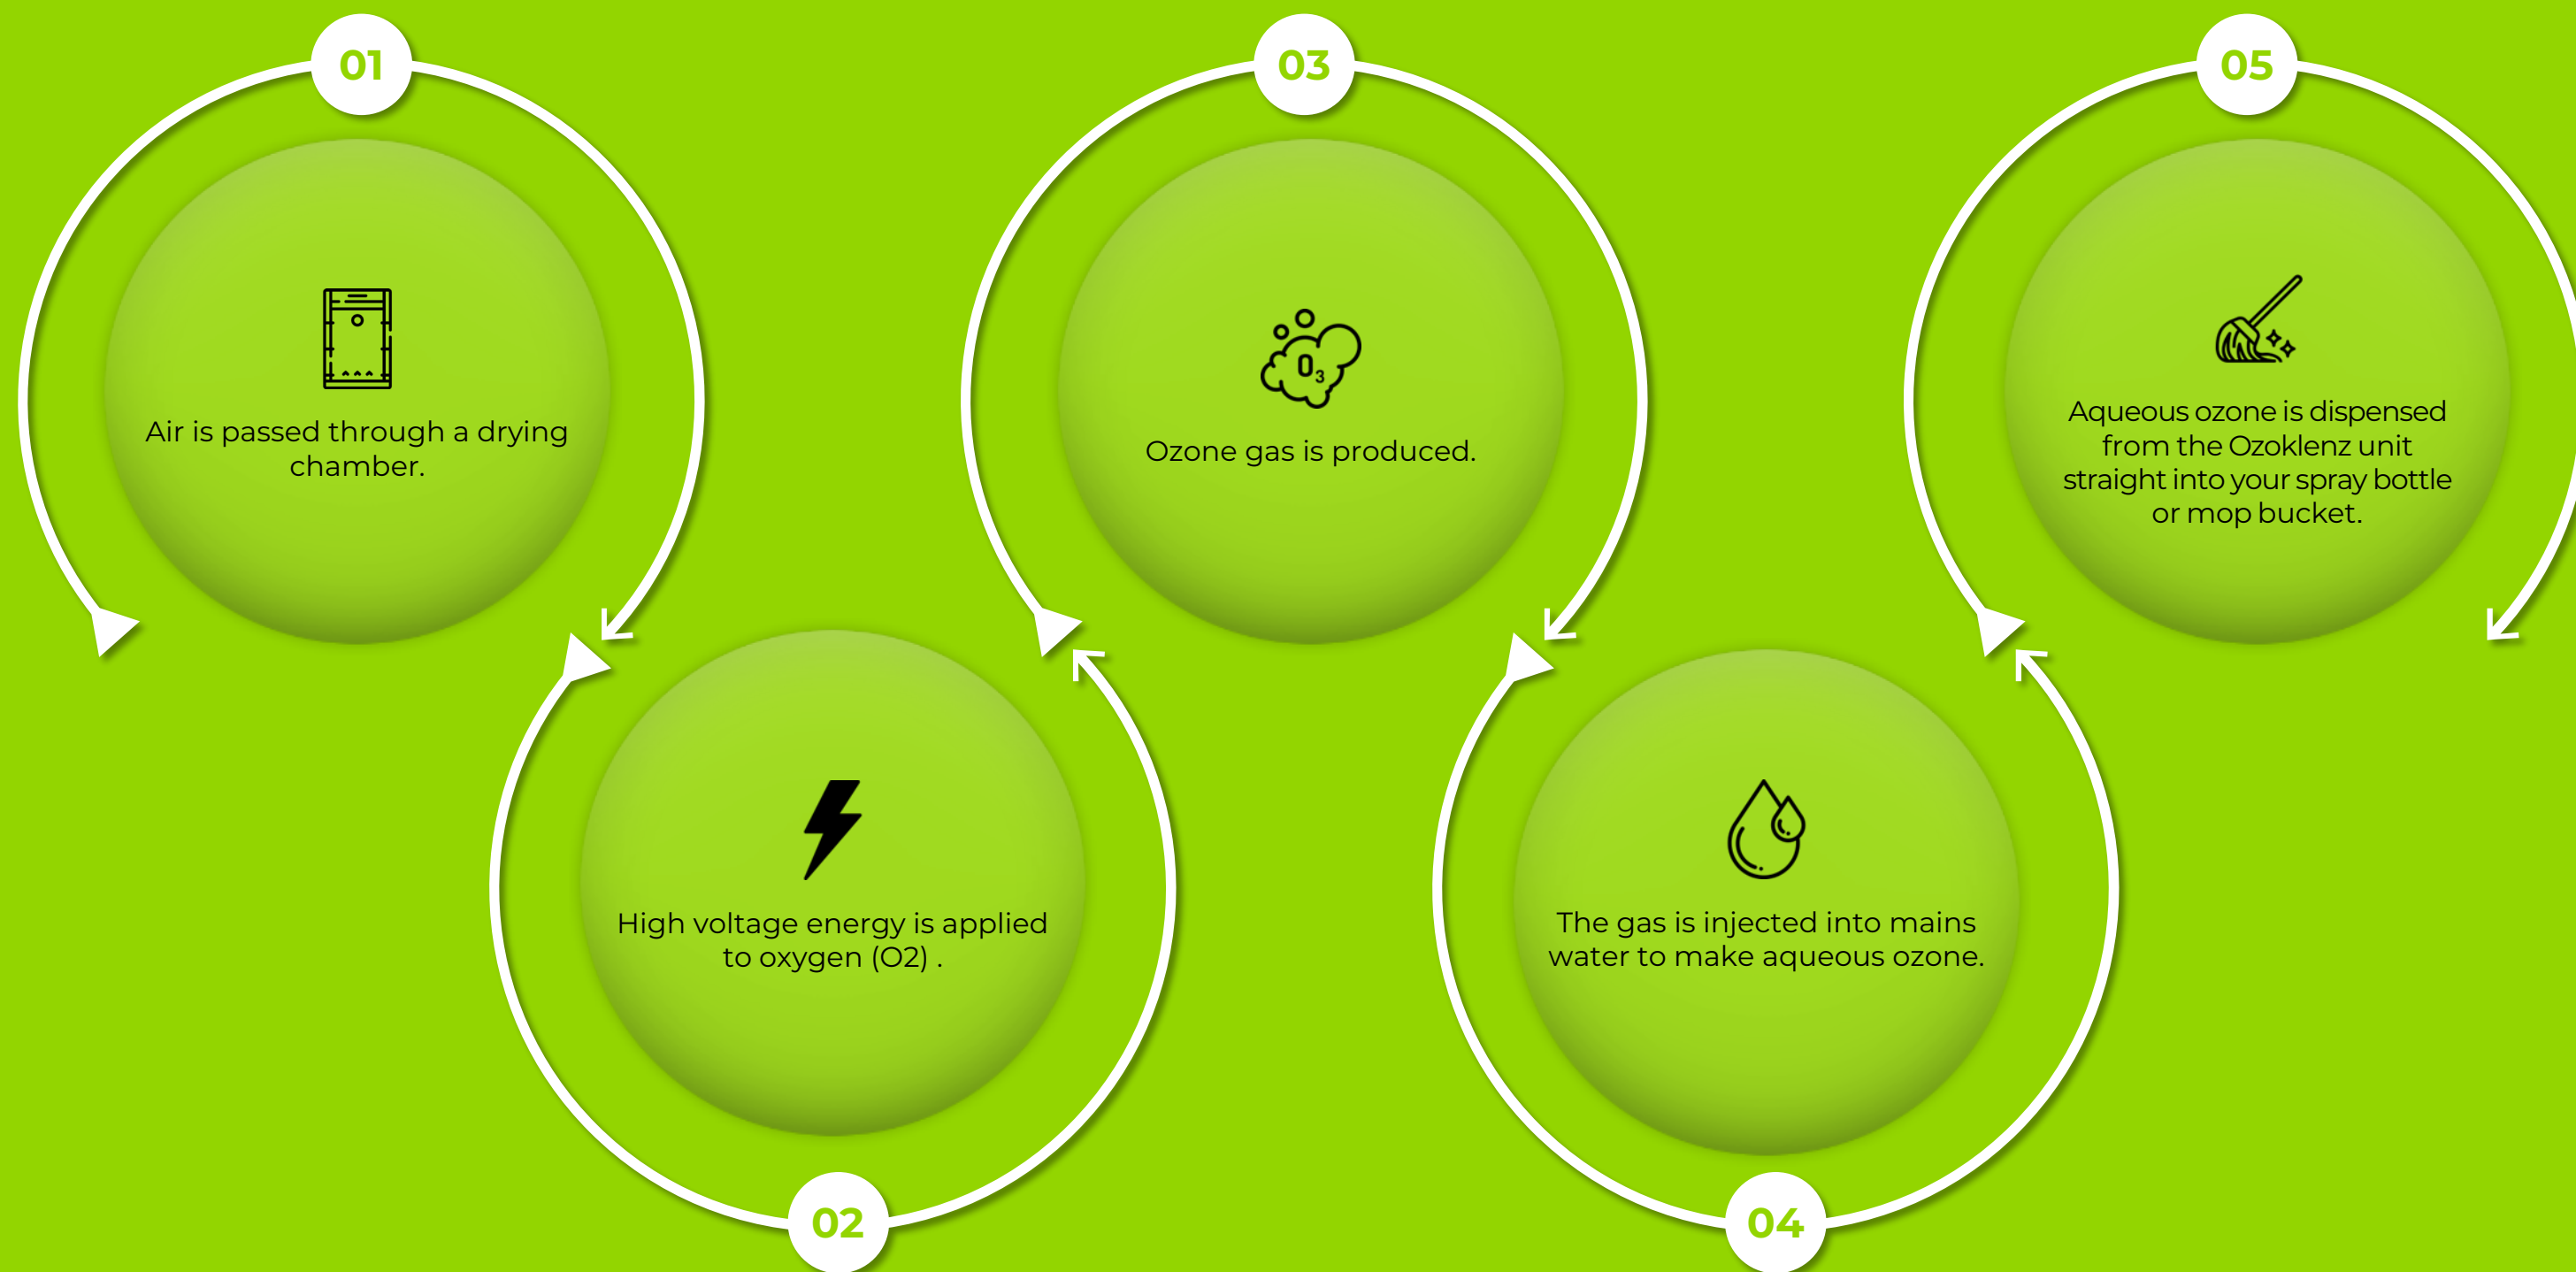 01
Air is passed through a drying
chamber.
02
High voltage energy is applied
to oxygen (O2) .
03
O3
Ozone gas is produced.
04
The gas is injected into mains
water to make aqueous ozone.
05
Aqueous ozone is dispensed
from the Ozoklenz unit
straight into your spray bottle
or mop bucket.